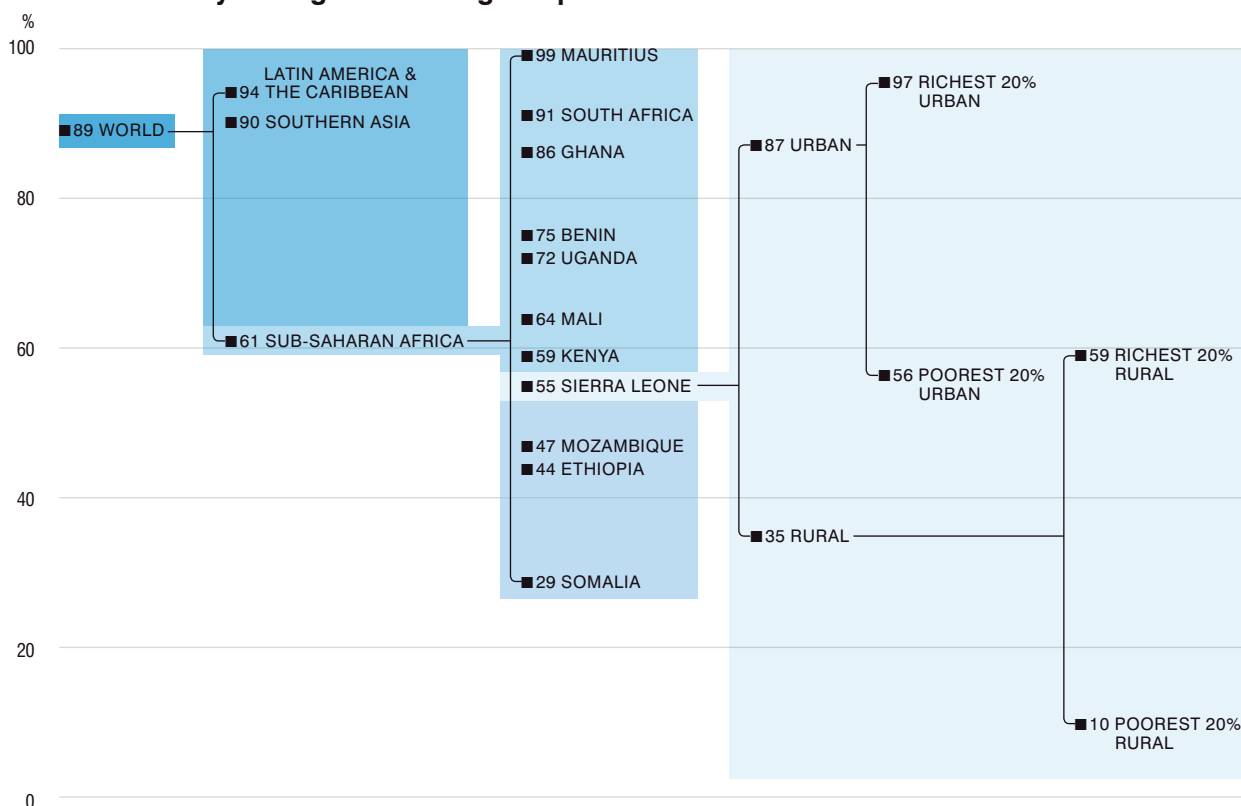 %
100
80
60
40
20
0
89 WORLD
LATIN AMERICA &
94 THE CARIBBEAN
90 SOUTHERN ASIA
61 SUB-SAHARAN AFRICA
99 MAURITIUS
91 SOUTH AFRICA
86 GHANA
75 BENIN
72 UGANDA
64 MALI
59 KENYA
55 SIERRA LEONE
47 MOZAMBIQUE
44 ETHIOPIA
29 SOMALIA
87 URBAN
35 RURAL
97 RICHEST 20%
URBAN
56 POOREST 20%
URBAN
59 RICHEST 20%
RURAL
10 POOREST 20%
RURAL